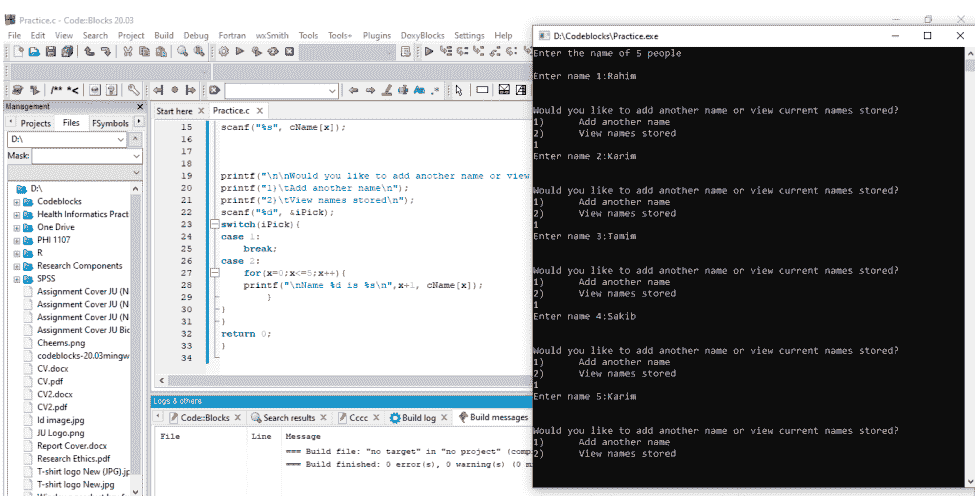 Practice.c - Code::Blocks 20.03
File Edit View Search Project Build Debug Fortran wxSmith Tools Tools+ Plugins DoxyBlocks Settings Help
Management
Projects Files FSymbols
D:\
Mask:
D:\
Codeblocks
Health Informatics Pract
One Drive
PHI 1107
R
Research Components
SPSS
Assignment Cover JU (N
Assignment Cover JU (N
Assignment Cover JU (N
Assignment Cover JU Bic
Cheems.png
codeblocks-20.03mingw
CV.docx
CV.pdf
CV2.docx
CV2.pdf
Id image.jpg
JU Logo.png
Report Cover.docx
Research Ethics.pdf
T-shirt logo New (JPG).jp
T-shirt logo New.jpg
Start here Practice.c
15 scanf("%s", cName[x]);
16
17
18
19 printf("\n\nWould you like to add another name or view
20 printf("1)\tAdd another name\n");
21 printf("2)\tView names stored\n");
22 scanf("%d", &iPick);
23 switch(iPick){
24 case 1:
25 break;
26 case 2:
27 for(x=0;x<=5;x++){
28 printf("\nName %d is %s\n",x+1, cName[x]);
29 }
30 }
31 }
32 return 0;
33 }
34
Logs & others
Code::Blocks Search results Cccc Build log Build messages
File Line Message
=== Build file: "no target" in "no project" (comp
=== Build finished: 0 error(s), 0 warning(s) (0 m
D:\Codeblocks\Practice.exe
Enter the name of 5 people
Enter name 1:Rahim
Would you like to add another name or view current names stored?
1) Add another name
2) View names stored
1
Enter name 2:Karim
Would you like to add another name or view current names stored?
1) Add another name
2) View names stored
1
Enter name 3:Tamim
Would you like to add another name or view current names stored?
1) Add another name
2) View names stored
1
Enter name 4:Sakib
Would you like to add another name or view current names stored?
1) Add another name
2) View names stored
1
Enter name 5:Karim
Would you like to add another name or view current names stored?
1) Add another name
2) View names stored